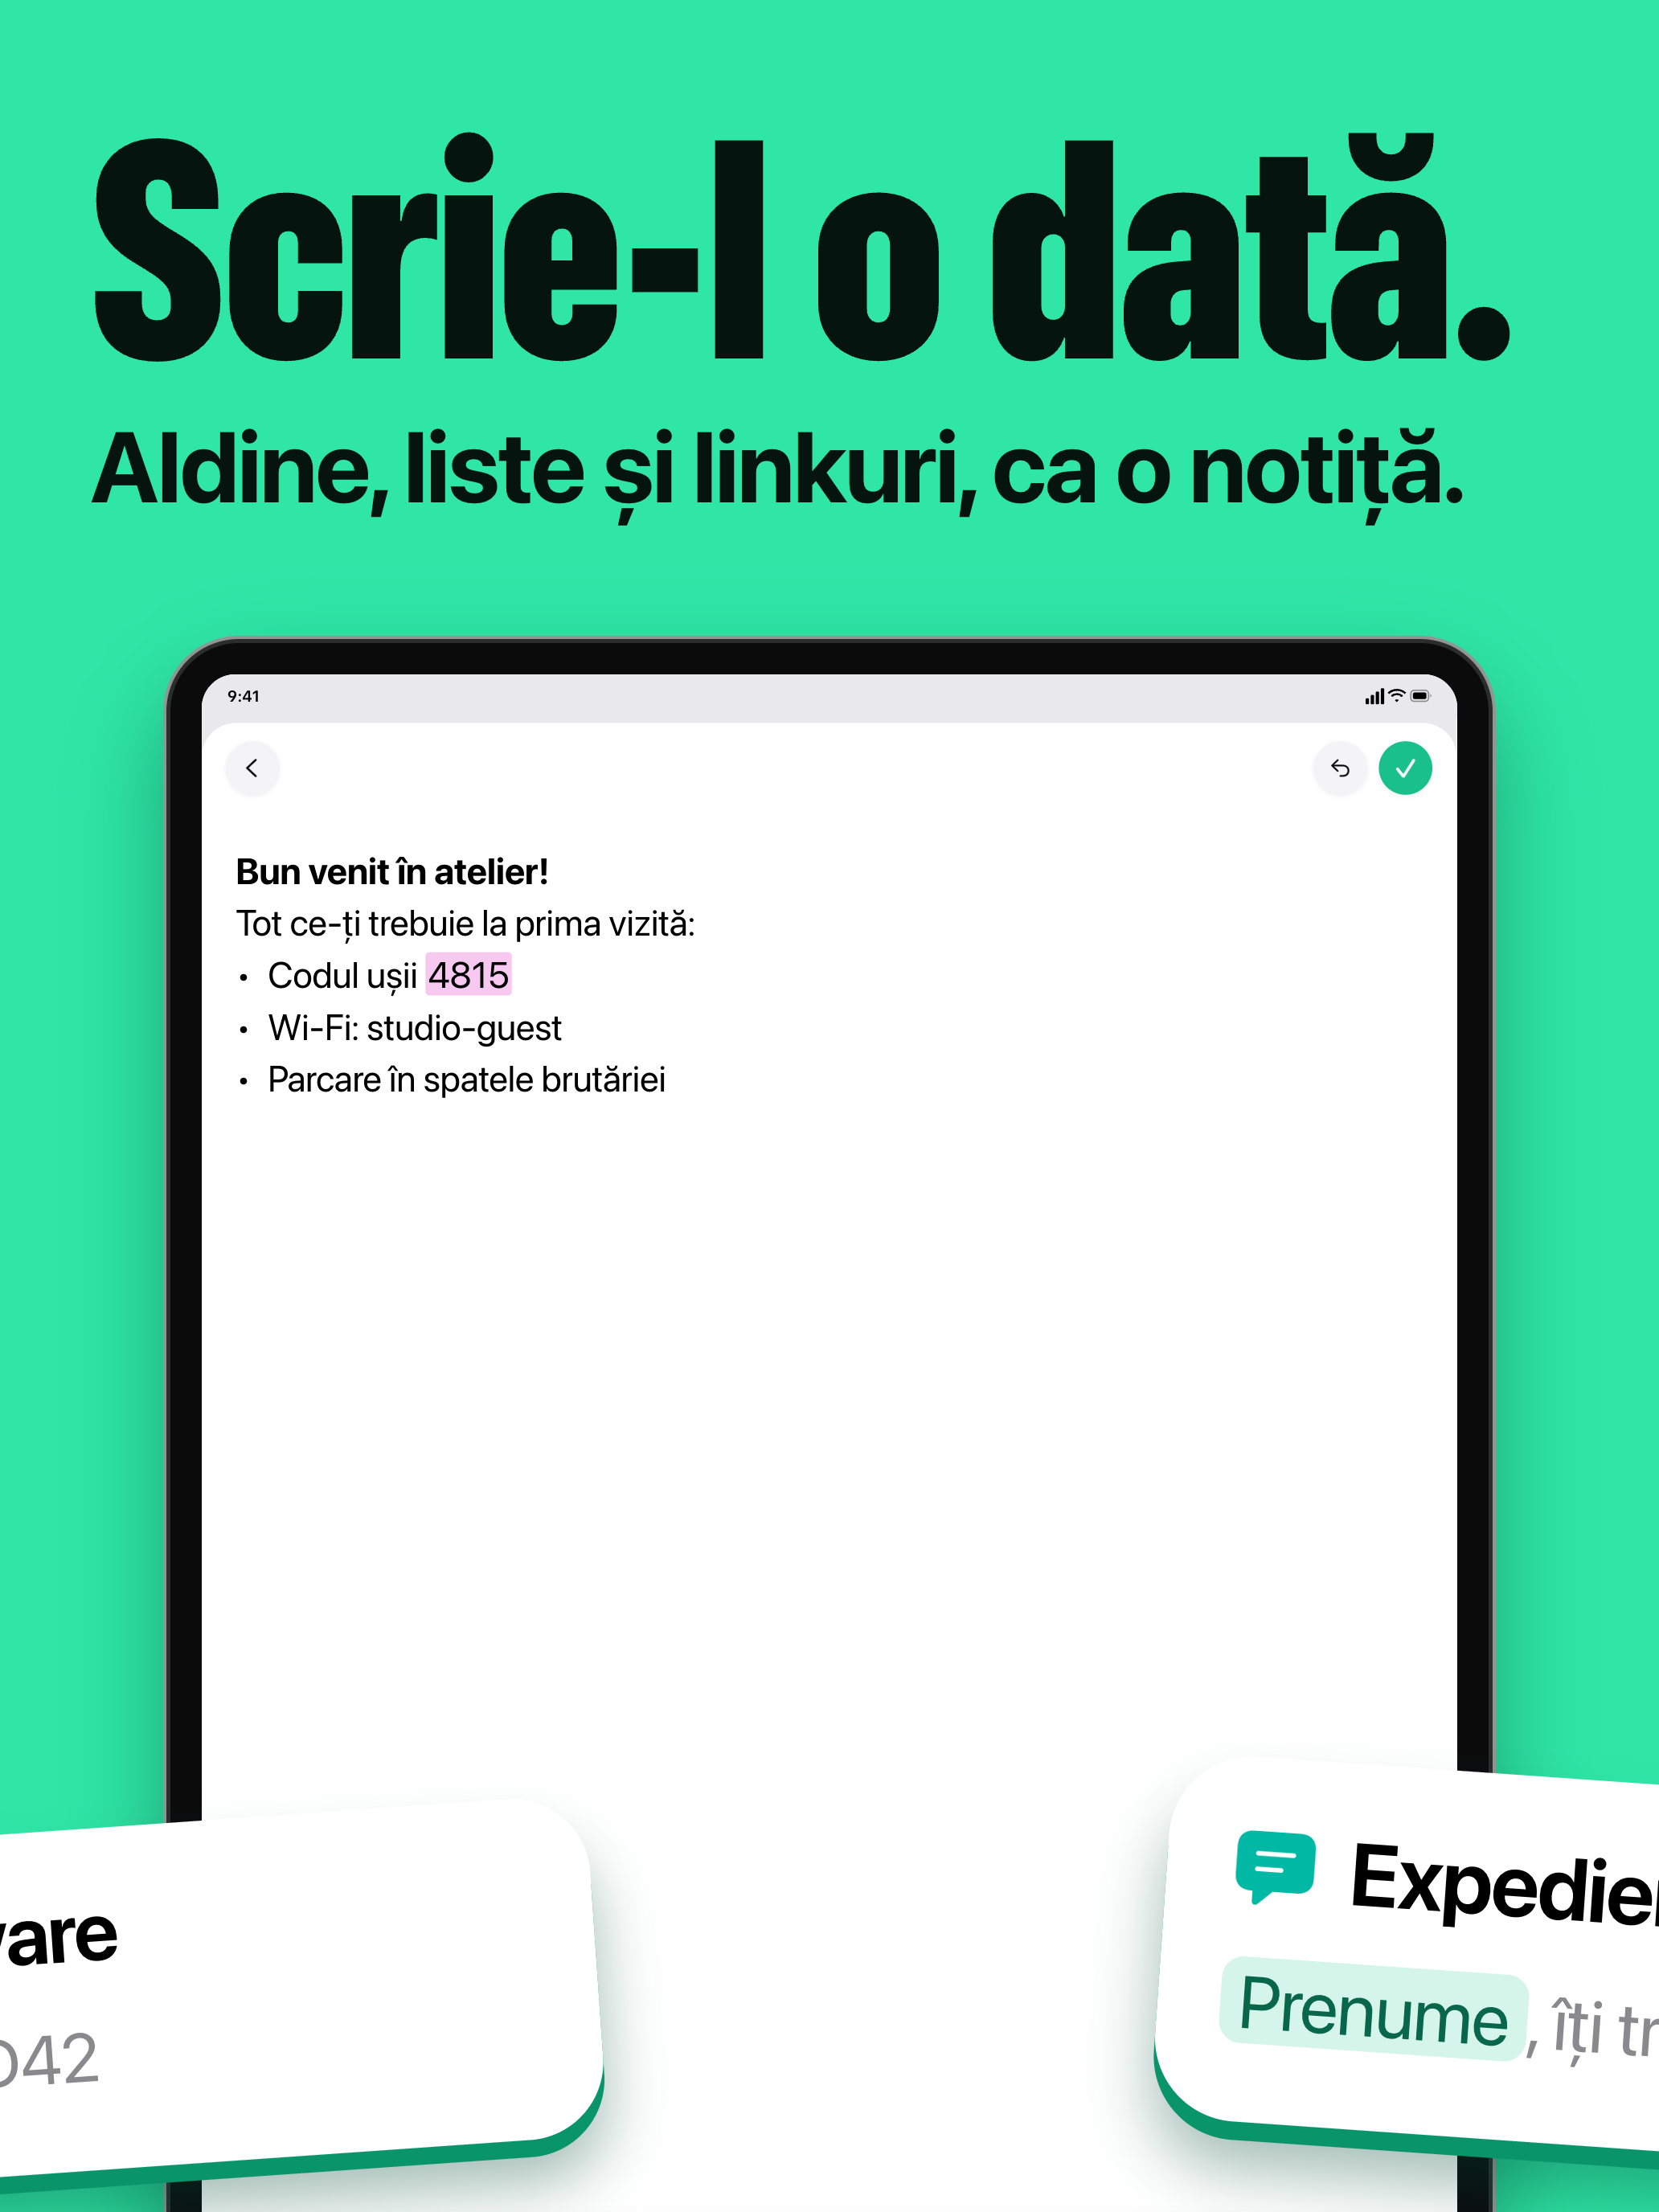 Scrie-l o dată.
Aldine, liste și linkuri, ca o notiță.
9:41
Bun venit în atelier!
Tot ce-ți trebuie la prima vizită:
• Codul ușii 4815
• Wi-Fi: studio-guest
• Parcare în spatele brutăriei
Prenume, îți